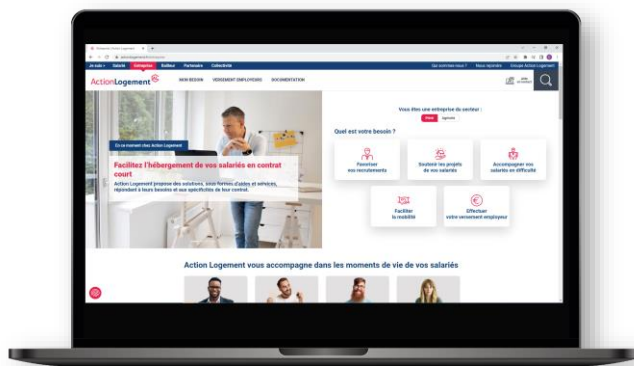 Je suis > Salarié Entreprise Bailleur Partenaire Collectivité
Qui sommes-nous ? Nous rejoindre Groupe Action Logement
ActionLogement
MON BESOIN VERSEMENT EMPLOYEURS DOCUMENTATION
En ce moment chez Action Logement
Facilitez l'hébergement de vos salariés en contrat
court
Action Logement propose des solutions, sous formes d'aides et services,
répondant à leurs besoins et aux spécificités de leur contrat.
Vous êtes une entreprise du secteur :
Quel est votre besoin ?
Favoriser
vos recrutements
Soutenir les projets
de vos salariés
Accompagner vos
salariés en difficulté
Faciliter
la mobilité
Effectuer
votre versement employeur
Action Logement vous accompagne dans les moments de vie de vos salariés